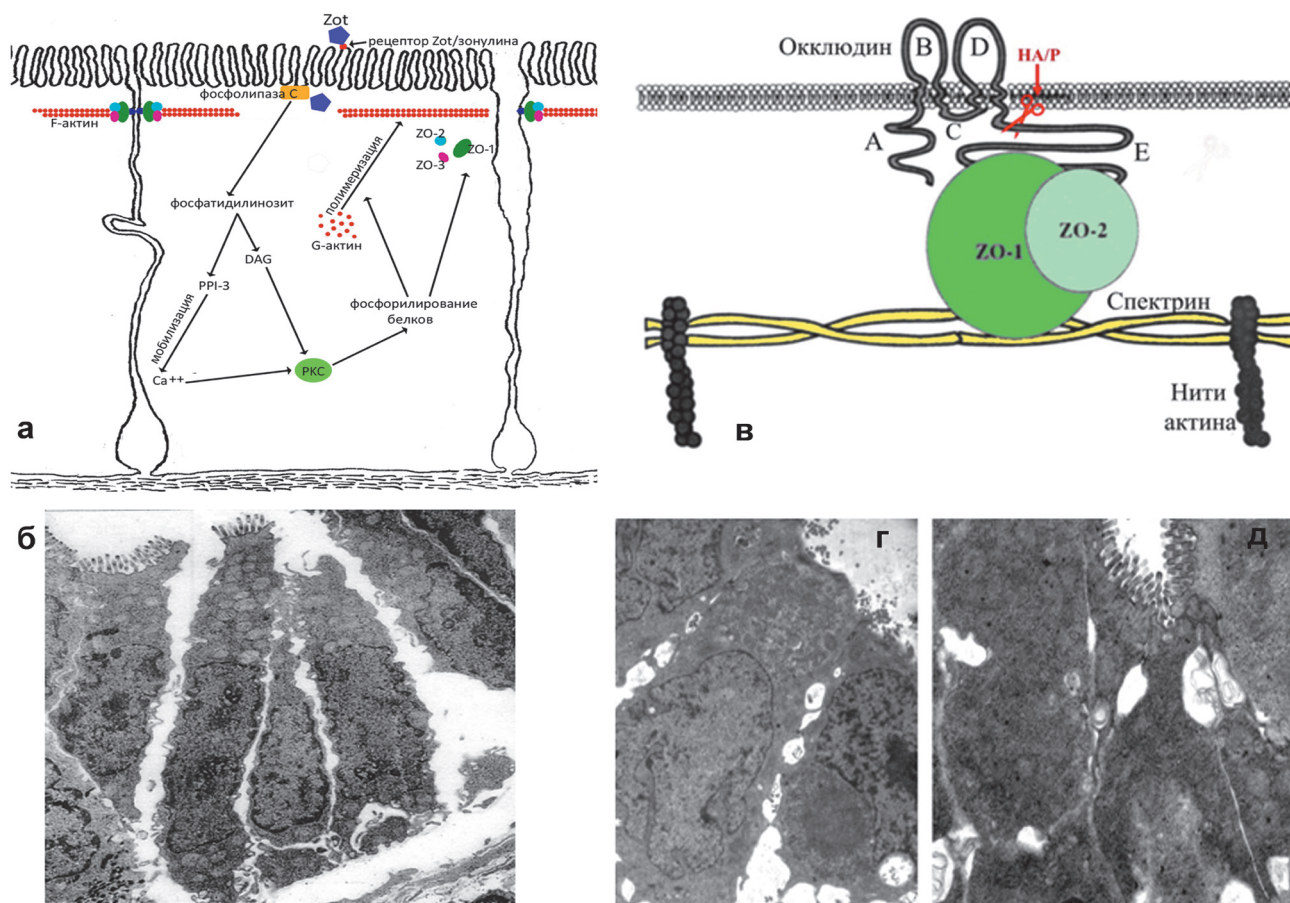 Zot
рецептор Zot/зонулина
фосфолипаза С
F-актин
ZO-2
ZO-1
ZO-3
полимеризация
G-актин
фосфатидилинозит
DAG
PPI-3
мобилизация
фосфорилирование
белков
Ca++
PKC
а
Окклюдин
B
D
HA/P
A
C
E
ZO-1
ZO-2
Спектрин
Нити
актина
в
б
г
д